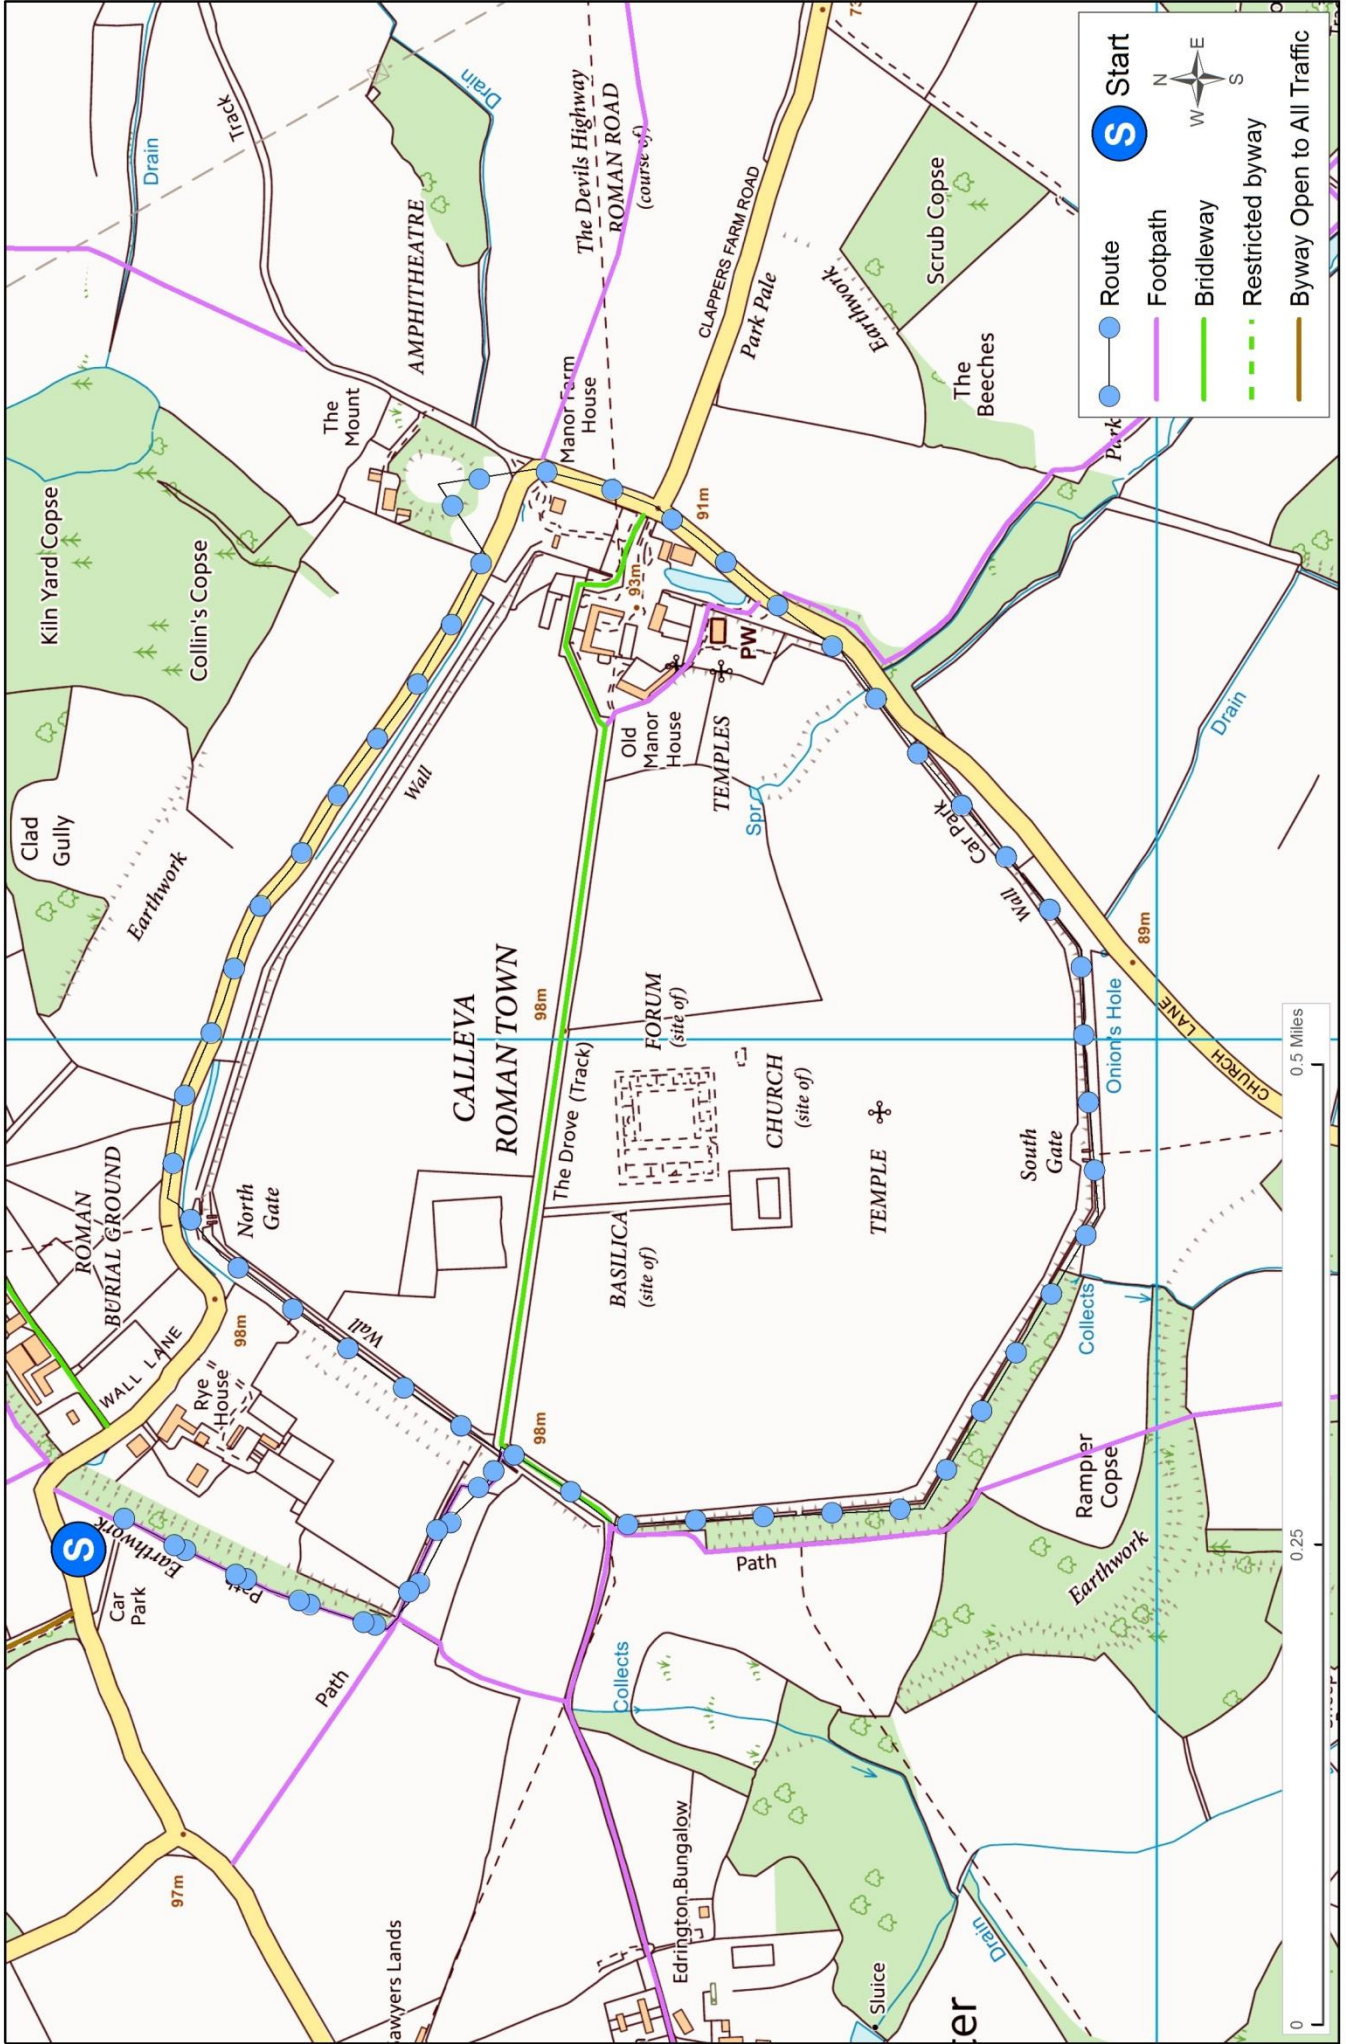 Kiln Yard Copse
Collin's Copse
Clad
Gully
Earthwork
Drain
Track
AMPHITHEATRE
The
Mount
Drain
The Devils Highway
ROMAN ROAD
(course of)
Manor Farm
House
CLAPPERS FARM ROAD
Park Pale
Earthwork
Scrub Copse
The
Beeches
Park
73
91m
93m
PW
Old
Manor
House
TEMPLES
Spr
Car Park
Wall
Drain
89m
CHURCH LANE
Onion's Hole
South
Gate
Wall
CALLEVA
ROMAN TOWN
98m
The Drove (Track)
FORUM
(site of)
BASILICA
(site of)
CHURCH
(site of)
TEMPLE
ROMAN
BURIAL GROUND
North
Gate
WALL LANE
98m
Rye
House
Wall
98m
Earthwork
Path
Car
Park
Path
97m
Path
Collects
Collects
Rampier
Copse
Earthwork
Edrington Bungalow
Sluice
Drain
awyers Lands
ter
S
S Start
N
E
S
W
Route
Footpath
Bridleway
Restricted byway
Byway Open to All Traffic
0
0.25
0.5 Miles